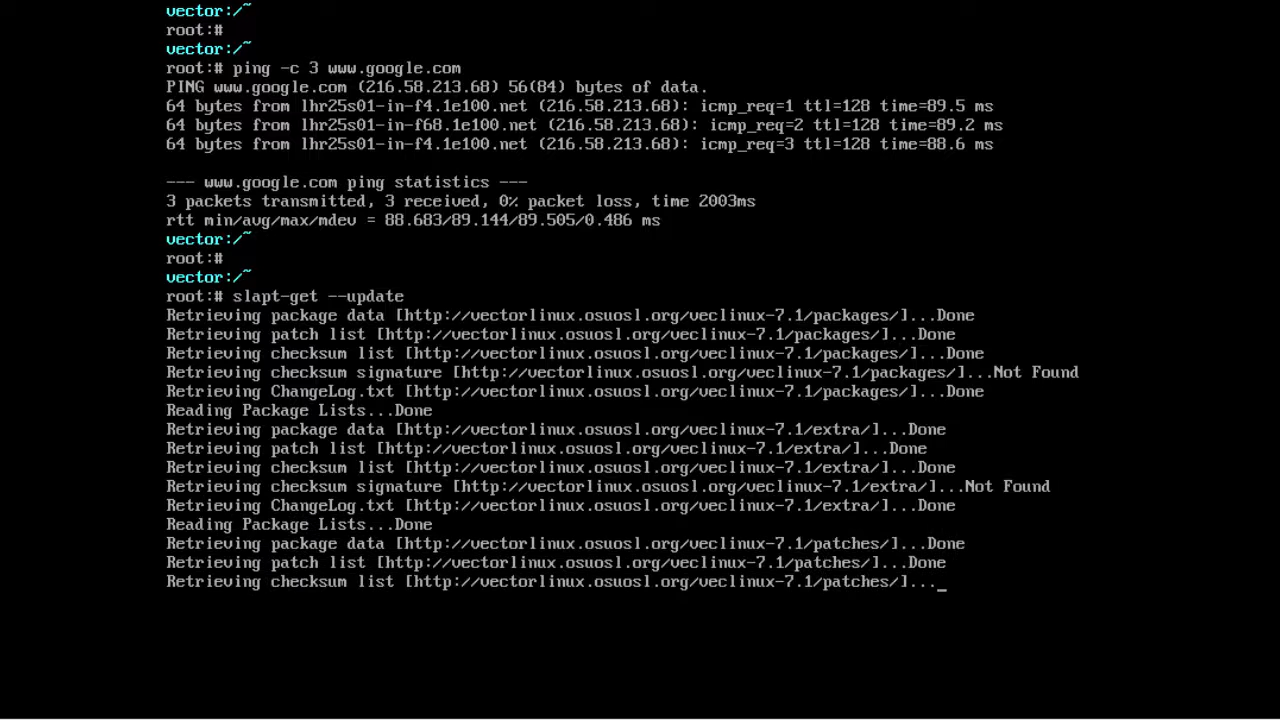 vector:/~
root:#
vector:/~
root:# ping -c 3 www.google.com
PING www.google.com (216.58.213.68) 56(84) bytes of data.
64 bytes from lhr25s01-in-f4.1e100.net (216.58.213.68): icmp_req=1 ttl=128 time=89.5 ms
64 bytes from lhr25s01-in-f68.1e100.net (216.58.213.68): icmp_req=2 ttl=128 time=89.2 ms
64 bytes from lhr25s01-in-f4.1e100.net (216.58.213.68): icmp_req=3 ttl=128 time=88.6 ms
--- www.google.com ping statistics ---
3 packets transmitted, 3 received, 0% packet loss, time 2003ms
rtt min/avg/max/mdev = 88.683/89.144/89.505/0.486 ms
vector:/~
root:#
vector:/~
root:# slapt-get --update
Retrieving package data [http://vectorlinux.osuosl.org/veclinux-7.1/packages/]...Done
Retrieving patch list [http://vectorlinux.osuosl.org/veclinux-7.1/packages/]...Done
Retrieving checksum list [http://vectorlinux.osuosl.org/veclinux-7.1/packages/]...Done
Retrieving checksum signature [http://vectorlinux.osuosl.org/veclinux-7.1/packages/]...Not Found
Retrieving ChangeLog.txt [http://vectorlinux.osuosl.org/veclinux-7.1/packages/]...Done
Reading Package Lists...Done
Retrieving package data [http://vectorlinux.osuosl.org/veclinux-7.1/extra/]...Done
Retrieving patch list [http://vectorlinux.osuosl.org/veclinux-7.1/extra/]...Done
Retrieving checksum list [http://vectorlinux.osuosl.org/veclinux-7.1/extra/]...Done
Retrieving checksum signature [http://vectorlinux.osuosl.org/veclinux-7.1/extra/]...Not Found
Retrieving ChangeLog.txt [http://vectorlinux.osuosl.org/veclinux-7.1/extra/]...Done
Reading Package Lists...Done
Retrieving package data [http://vectorlinux.osuosl.org/veclinux-7.1/patches/]...Done
Retrieving patch list [http://vectorlinux.osuosl.org/veclinux-7.1/patches/]...Done
Retrieving checksum list [http://vectorlinux.osuosl.org/veclinux-7.1/patches/]..._